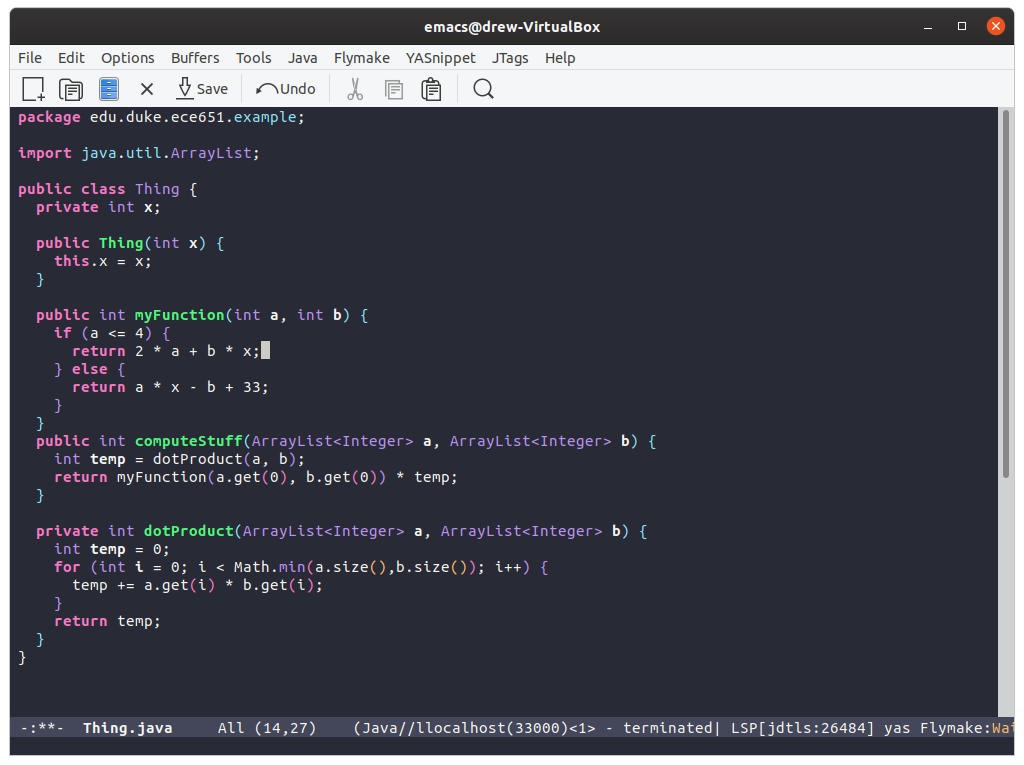 emacs@drew-VirtualBox
File Edit Options Buffers Tools Java Flymake YASnippet JTags Help
Save Undo
package edu.duke.ece651.example;
import java.util.ArrayList;
public class Thing {
  private int x;
  public Thing(int x) {
    this.x = x;
  }
  public int myFunction(int a, int b) {
    if (a <= 4) {
      return 2 * a + b * x;
    } else {
      return a * x - b + 33;
    }
  }
  public int computeStuff(ArrayList<Integer> a, ArrayList<Integer> b) {
    int temp = dotProduct(a, b);
    return myFunction(a.get(0), b.get(0)) * temp;
  }
  private int dotProduct(ArrayList<Integer> a, ArrayList<Integer> b) {
    int temp = 0;
    for (int i = 0; i < Math.min(a.size(),b.size()); i++) {
      temp += a.get(i) * b.get(i);
    }
    return temp;
  }
}
-:**-  Thing.java     All (14,27)    (Java//llocalhost(33000)<1> - terminated| LSP[jdtls:26484] yas Flymake:Wai